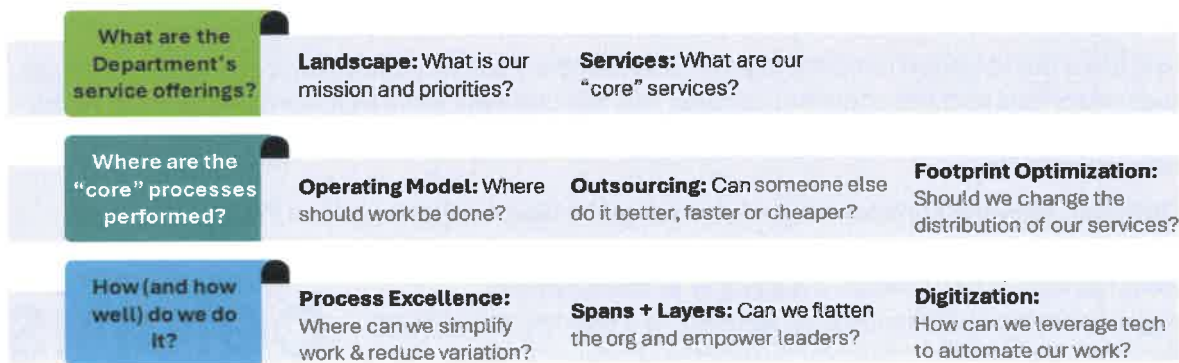 What are the
Department's
service offerings?
Landscape: What is our
mission and priorities?
Services: What are our
"core" services?
Where are the
"core" processes
performed?
Operating Model: Where
should work be done?
Outsourcing: Can someone else
do it better, faster or cheaper?
Footprint Optimization:
Should we change the
distribution of our services?
How (and how
well) do we do
it?
Process Excellence:
Where can we simplify
work & reduce variation?
Spans + Layers: Can we flatten
the org and empower leaders?
Digitization:
How can we leverage tech
to automate our work?